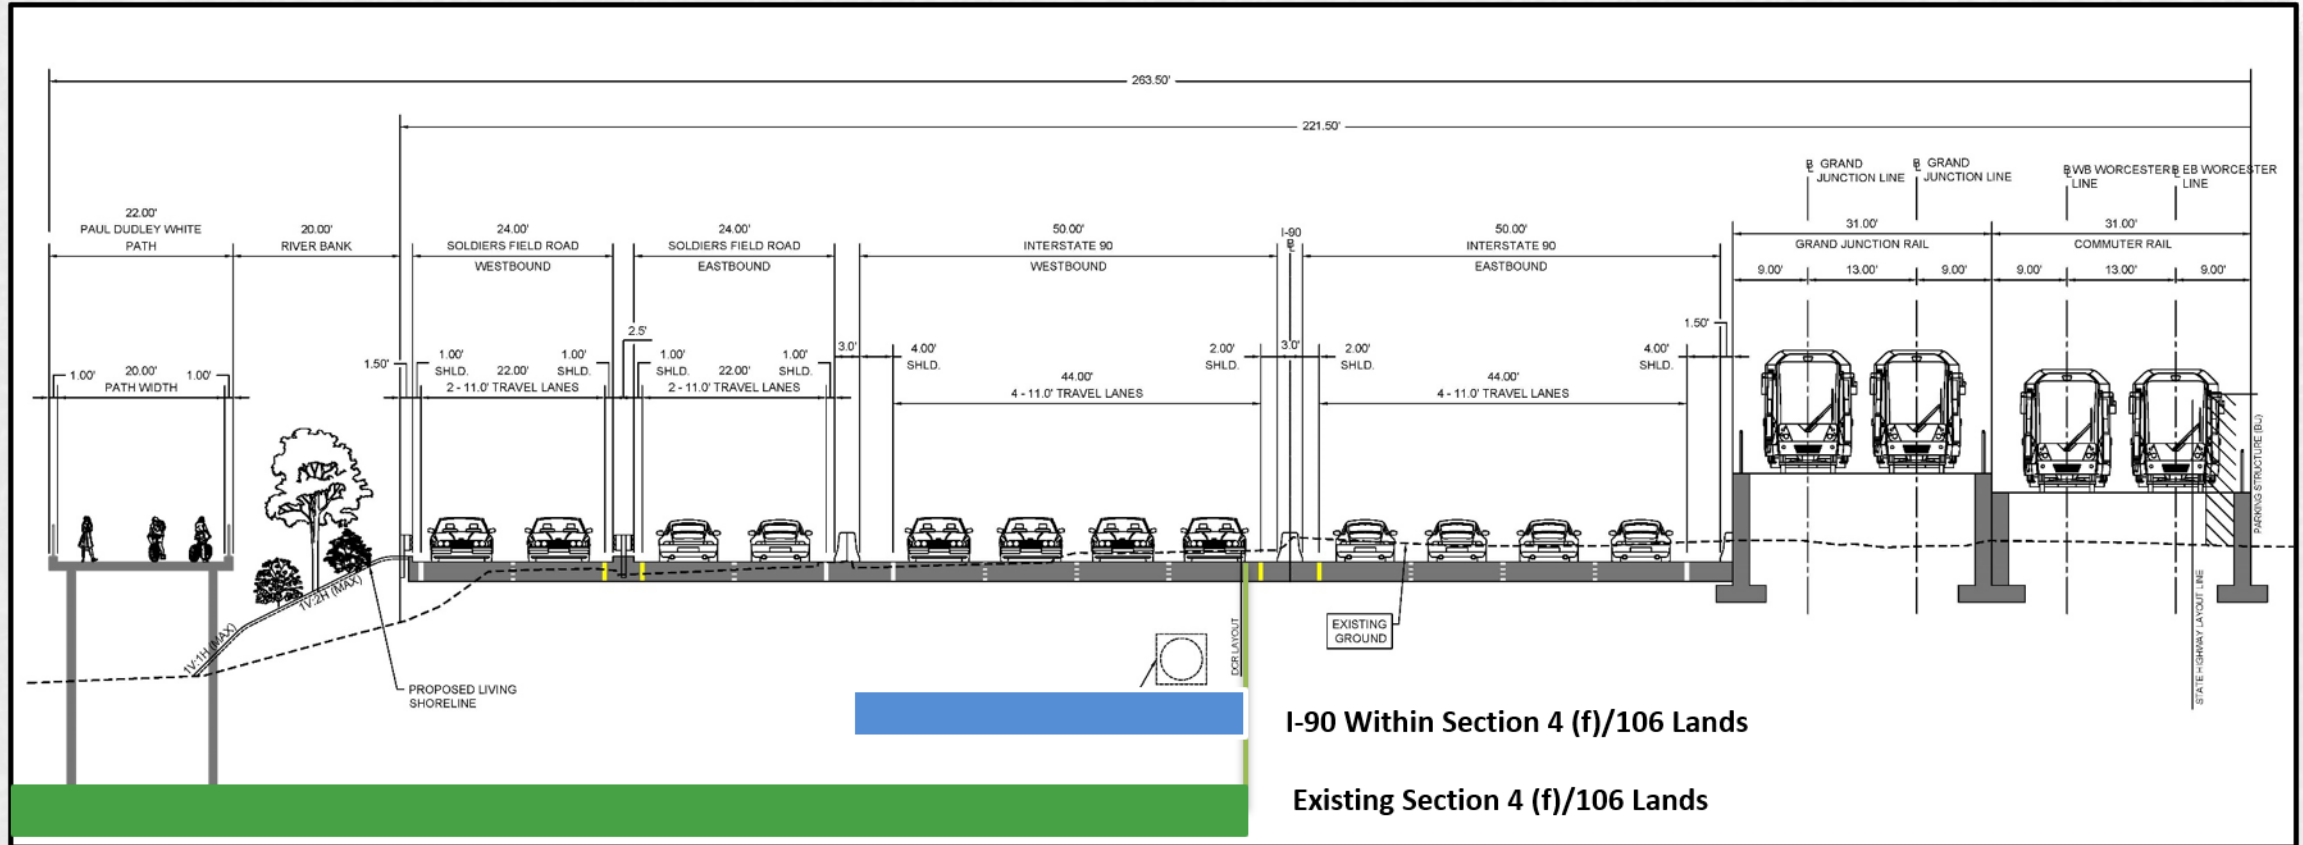 263.50'
221.50'
℄ GRAND
JUNCTION LINE
℄ GRAND
JUNCTION LINE
℄ WB WORCESTER
LINE
℄ EB WORCESTER
LINE
22.00'
PAUL DUDLEY WHITE
PATH
20.00'
RIVER BANK
24.00'
SOLDIERS FIELD ROAD
WESTBOUND
24.00'
SOLDIERS FIELD ROAD
EASTBOUND
50.00'
INTERSTATE 90
WESTBOUND
I-90
℄
50.00'
INTERSTATE 90
EASTBOUND
31.00'
GRAND JUNCTION RAIL
31.00'
COMMUTER RAIL
9.00'
13.00'
9.00'
9.00'
13.00'
9.00'
1.00'
20.00'
PATH WIDTH
1.00'
1.50'
1.00'
SHLD.
22.00'
1.00'
SHLD.
2 - 11.0' TRAVEL LANES
2.5'
1.00'
SHLD.
22.00'
1.00'
SHLD.
2 - 11.0' TRAVEL LANES
3.0'
4.00'
SHLD.
44.00'
4 - 11.0' TRAVEL LANES
2.00'
SHLD.
3.0'
2.00'
SHLD.
44.00'
4 - 11.0' TRAVEL LANES
4.00'
SHLD.
1.50'
PARKING STRUCTURE (BU)
1V:1H (MAX)
1V:2H (MAX)
PROPOSED LIVING
SHORELINE
DCR LAYOUT
EXISTING
GROUND
STATE HIGHWAY LAYOUT LINE
I-90 Within Section 4 (f)/106 Lands
Existing Section 4 (f)/106 Lands